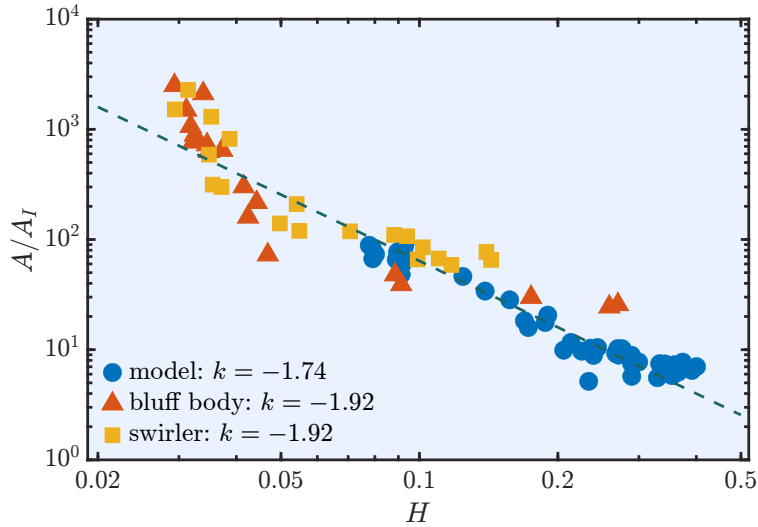 10^4
10^3
10^2
10^1
10^0
A/A_I
model: k = −1.74
bluff body: k = −1.92
swirler: k = −1.92
0.02 0.05 0.1 0.2 0.5
H